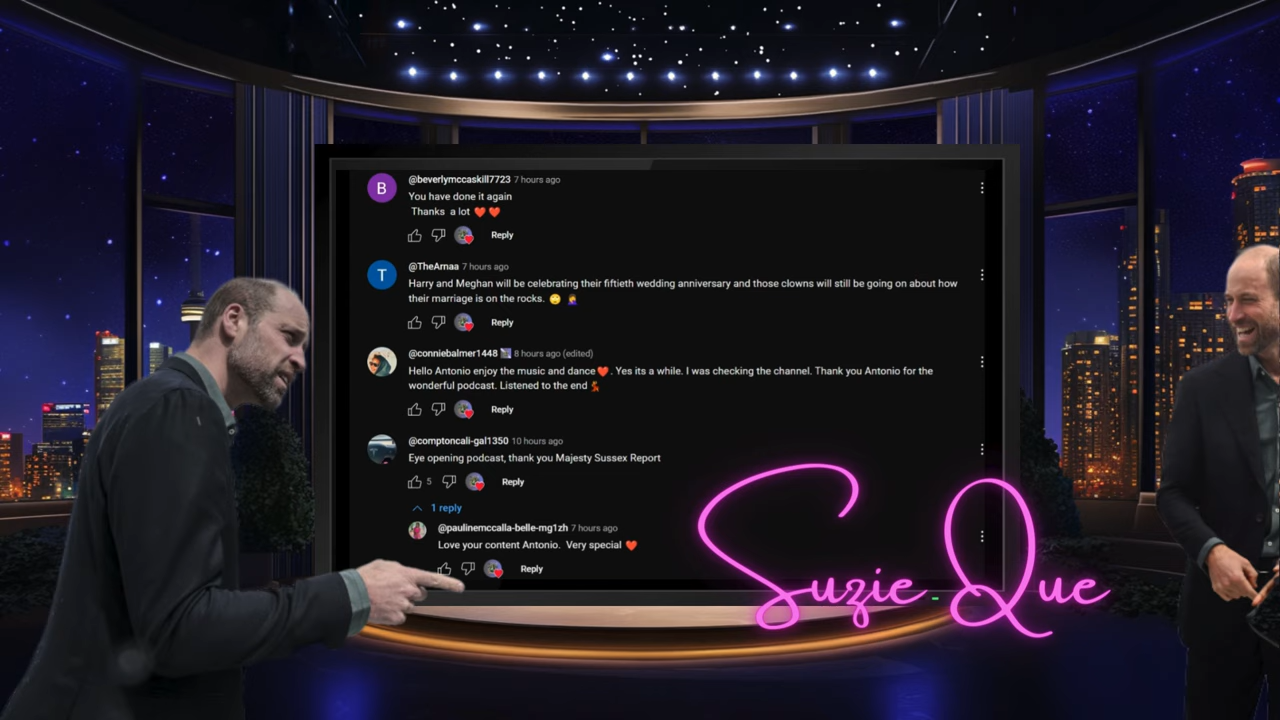 B
@beverlymccaskill7723 7 hours ago
You have done it again
Thanks a lot ❤️ ❤️
Reply
T
@TheArnaa 7 hours ago
Harry and Meghan will be celebrating their fiftieth wedding anniversary and those clowns will still be going on about how
their marriage is on the rocks. 🙄 🤦‍♀️
Reply
@conniebalmer1448 8 hours ago (edited)
Hello Antonio enjoy the music and dance❤️. Yes its a while. I was checking the channel. Thank you Antonio for the
wonderful podcast. Listened to the end 💃
Reply
@comptoncali-gal1350 10 hours ago
Eye opening podcast, thank you Majesty Sussex Report
5 Reply
1 reply
@paulinemccalla-belle-mg1zh 7 hours ago
Love your content Antonio. Very special ❤️
Reply
Suzie Que